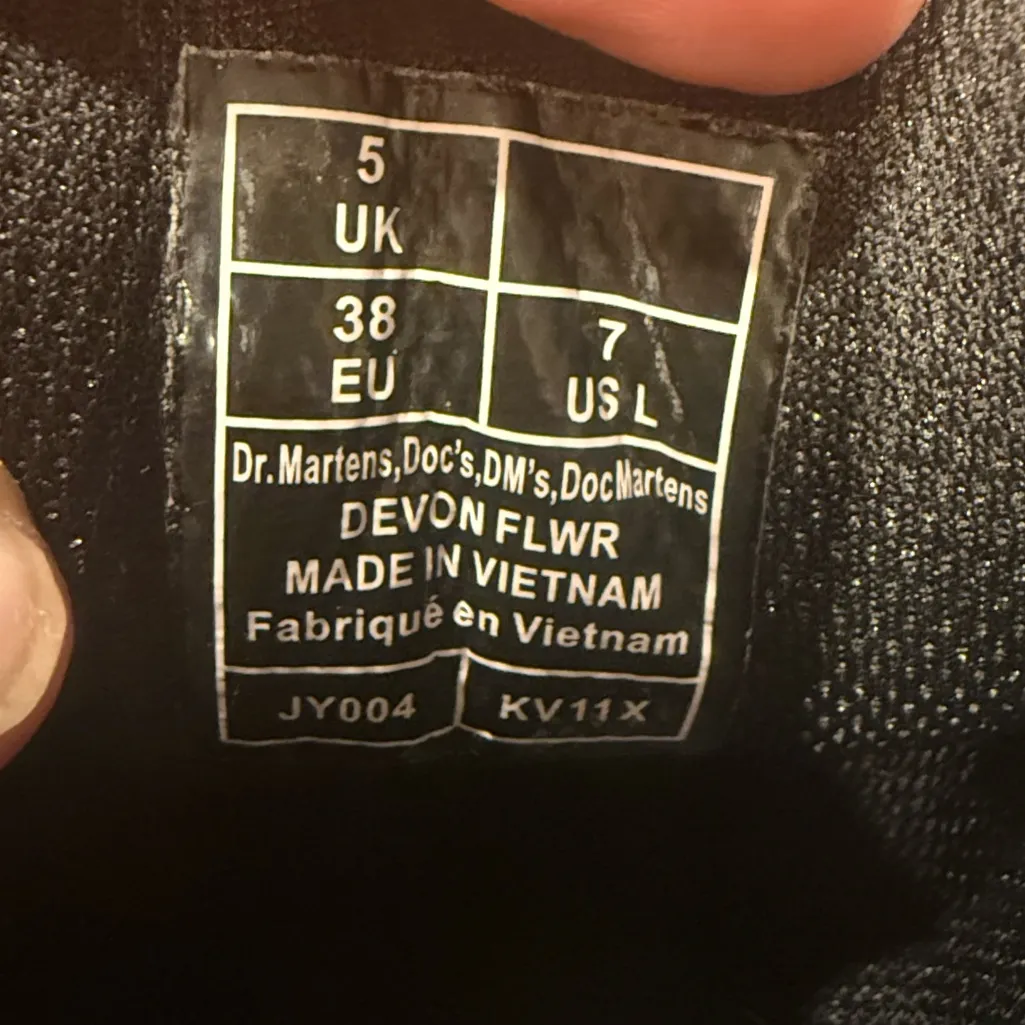 5
UK
38
EU
7
US L
Dr.Martens,Doc's,DM's,DocMartens
DEVON FLWR
MADE IN VIETNAM
Fabriqué en Vietnam
JY004
KV11X